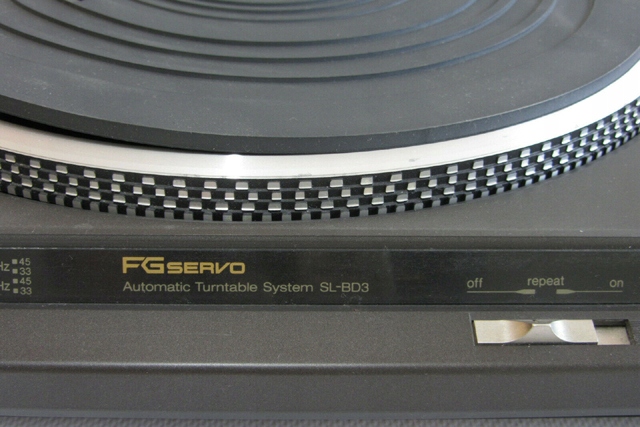 Hz 45
33
Hz 45
33
FG SERVO
Automatic Turntable System SL-BD3
off repeat on